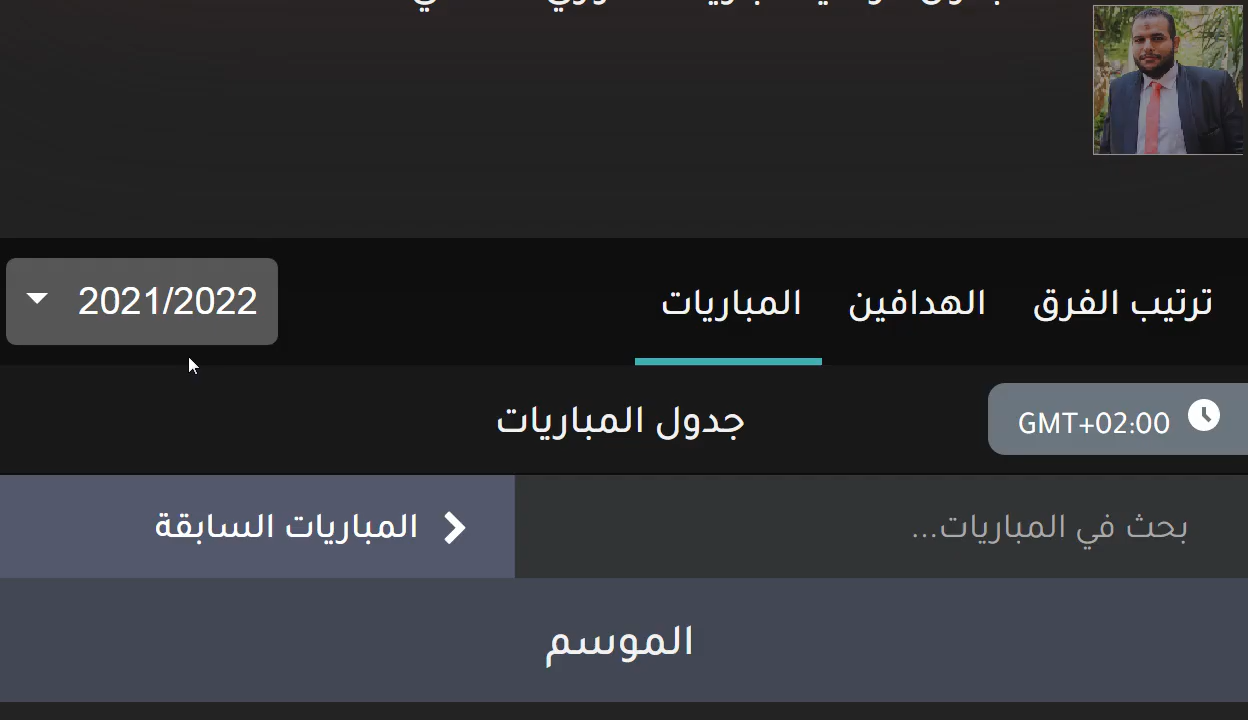 ترتيب الفرق الهدافين المباريات 2021/2022
GMT+02:00 جدول المباريات
بحث في المباريات... المباريات السابقة
الموسم